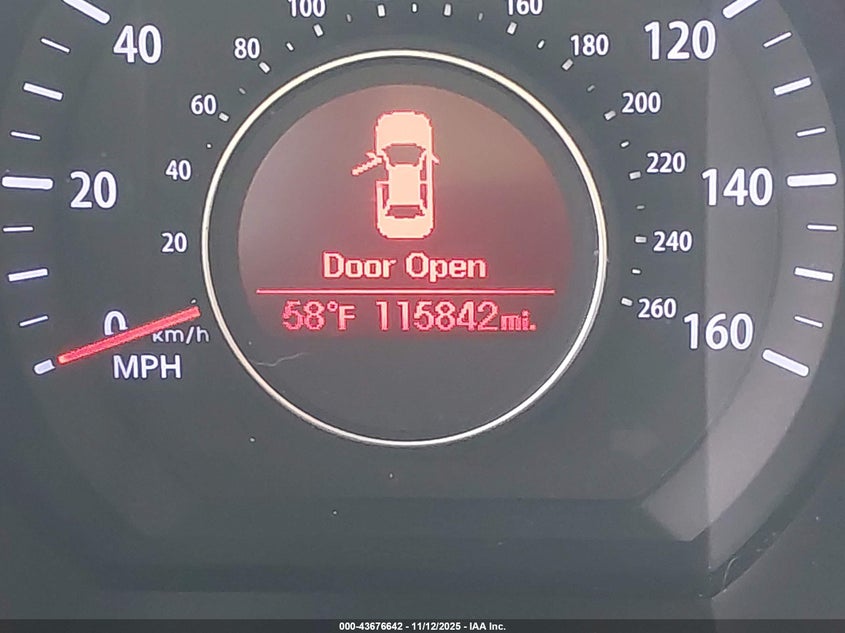 100 160
40 80 180 120
60 200
20 40 220 140
20 240
Door Open
0 km/h 58°F 115842mi. 260 160
MPH
000-43676642 - 11/12/2025 - IAA Inc.